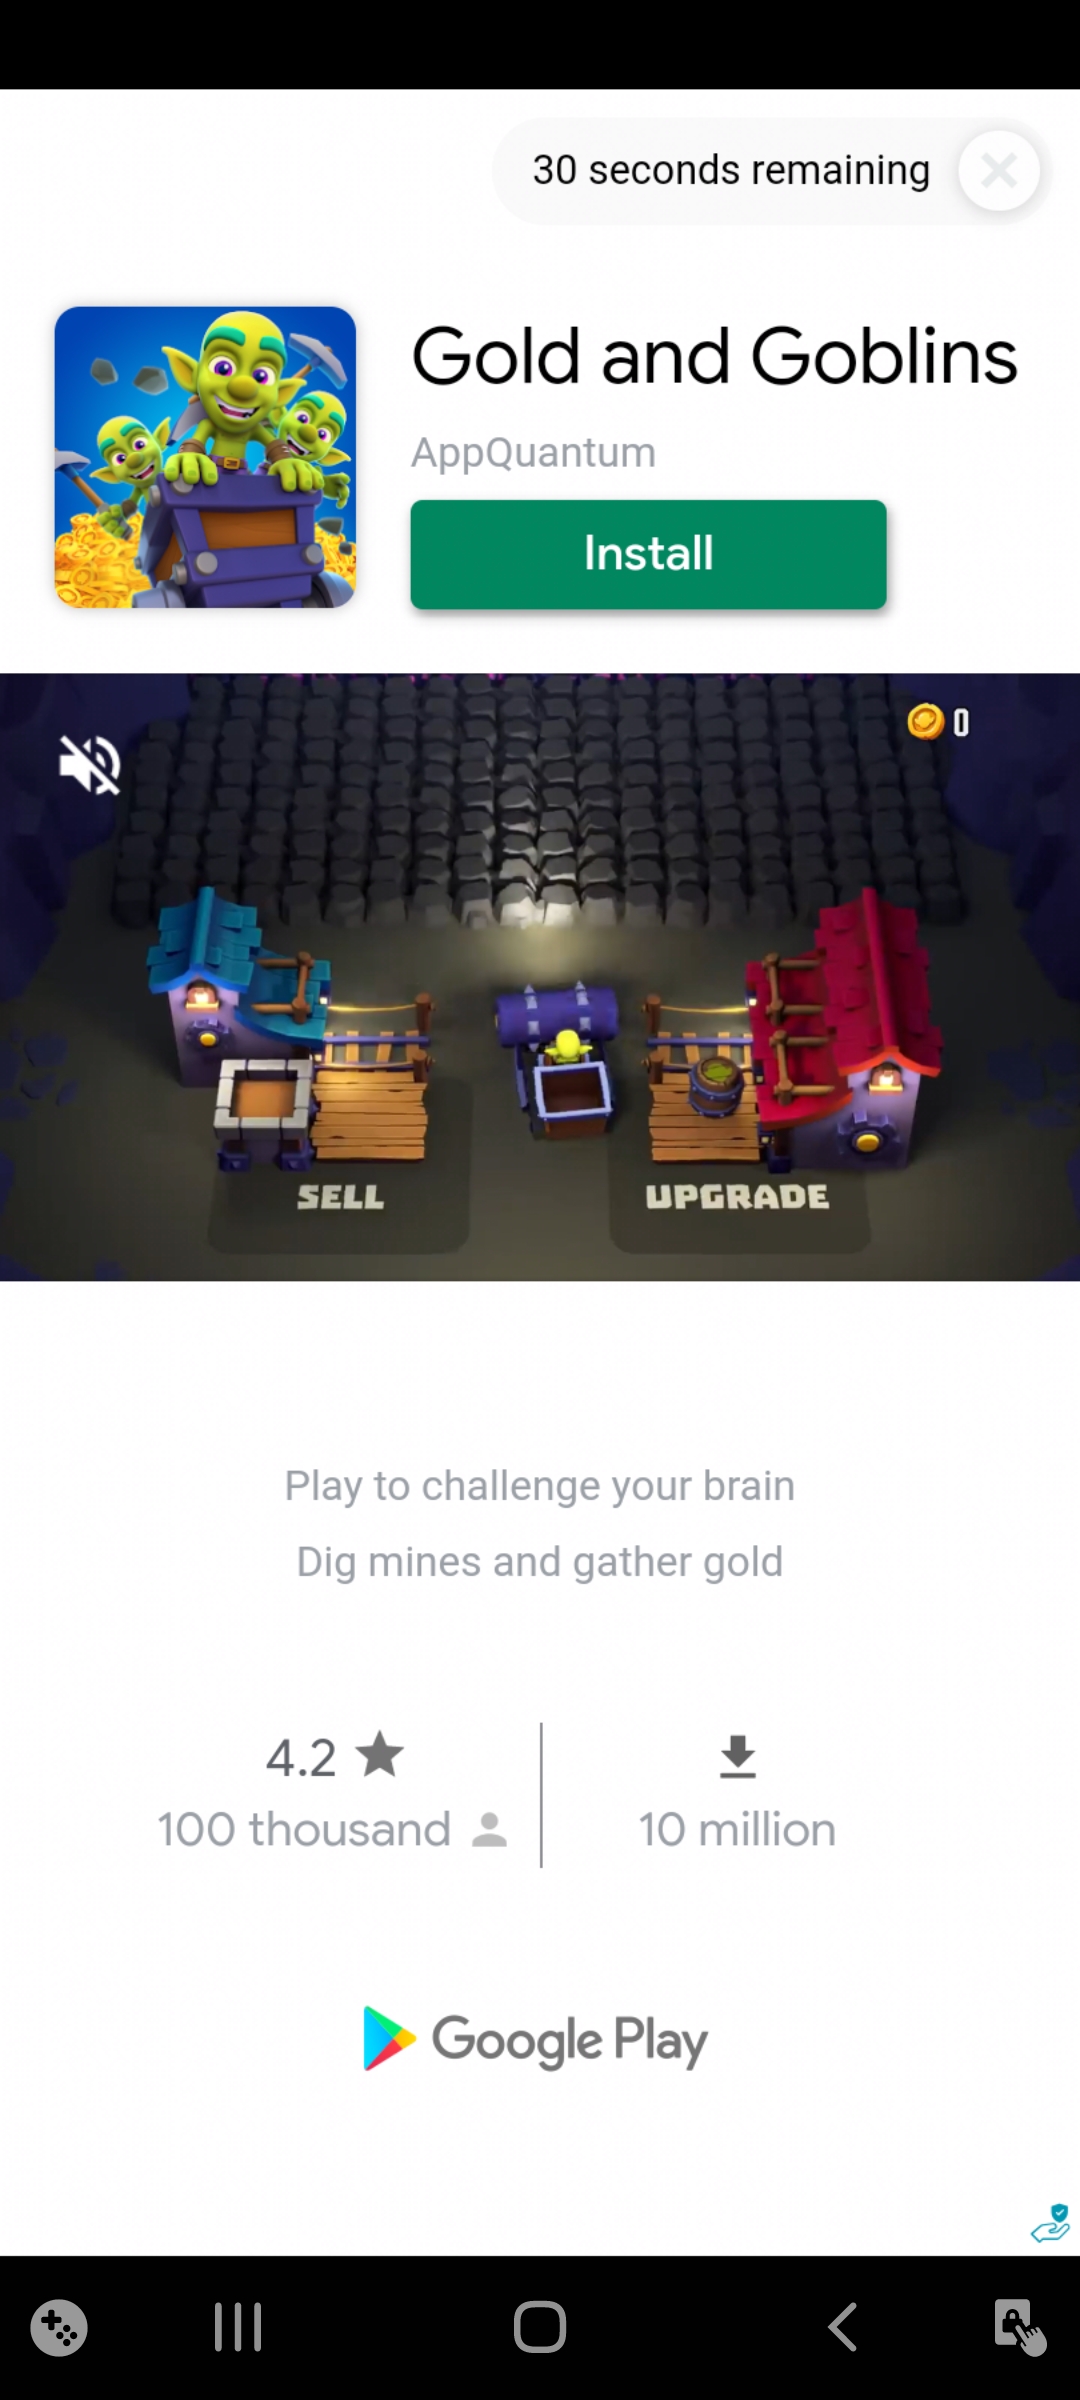 30 seconds remaining
Gold and Goblins
AppQuantum
Install
0
SELL
UPGRADE
Play to challenge your brain
Dig mines and gather gold
4.2
100 thousand
10 million
Google Play